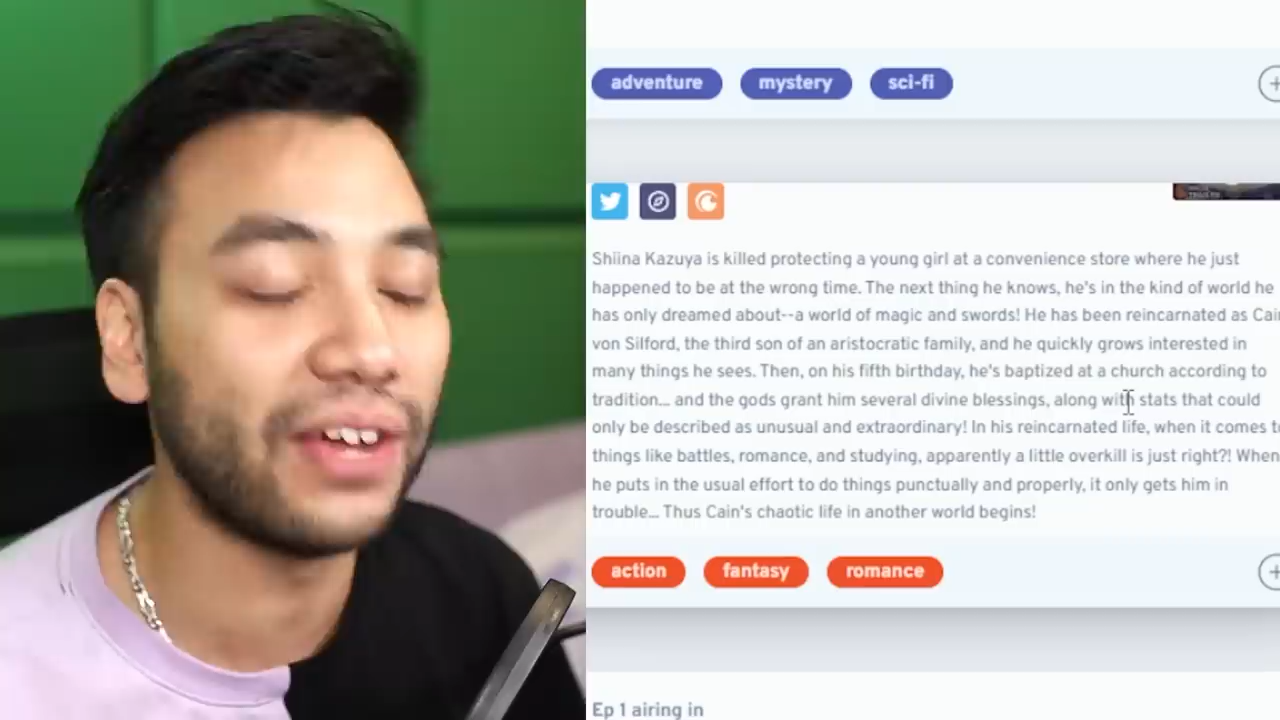 adventure mystery sci-fi
Shiina Kazuya is killed protecting a young girl at a convenience store where he just
happened to be at the wrong time. The next thing he knows, he's in the kind of world he
has only dreamed about--a world of magic and swords! He has been reincarnated as Cain
von Silford, the third son of an aristocratic family, and he quickly grows interested in
many things he sees. Then, on his fifth birthday, he's baptized at a church according to
tradition... and the gods grant him several divine blessings, along with stats that could
only be described as unusual and extraordinary! In his reincarnated life, when it comes to
things like battles, romance, and studying, apparently a little overkill is just right?! When
he puts in the usual effort to do things punctually and properly, it only gets him in
trouble... Thus Cain's chaotic life in another world begins!
action fantasy romance
Ep 1 airing in